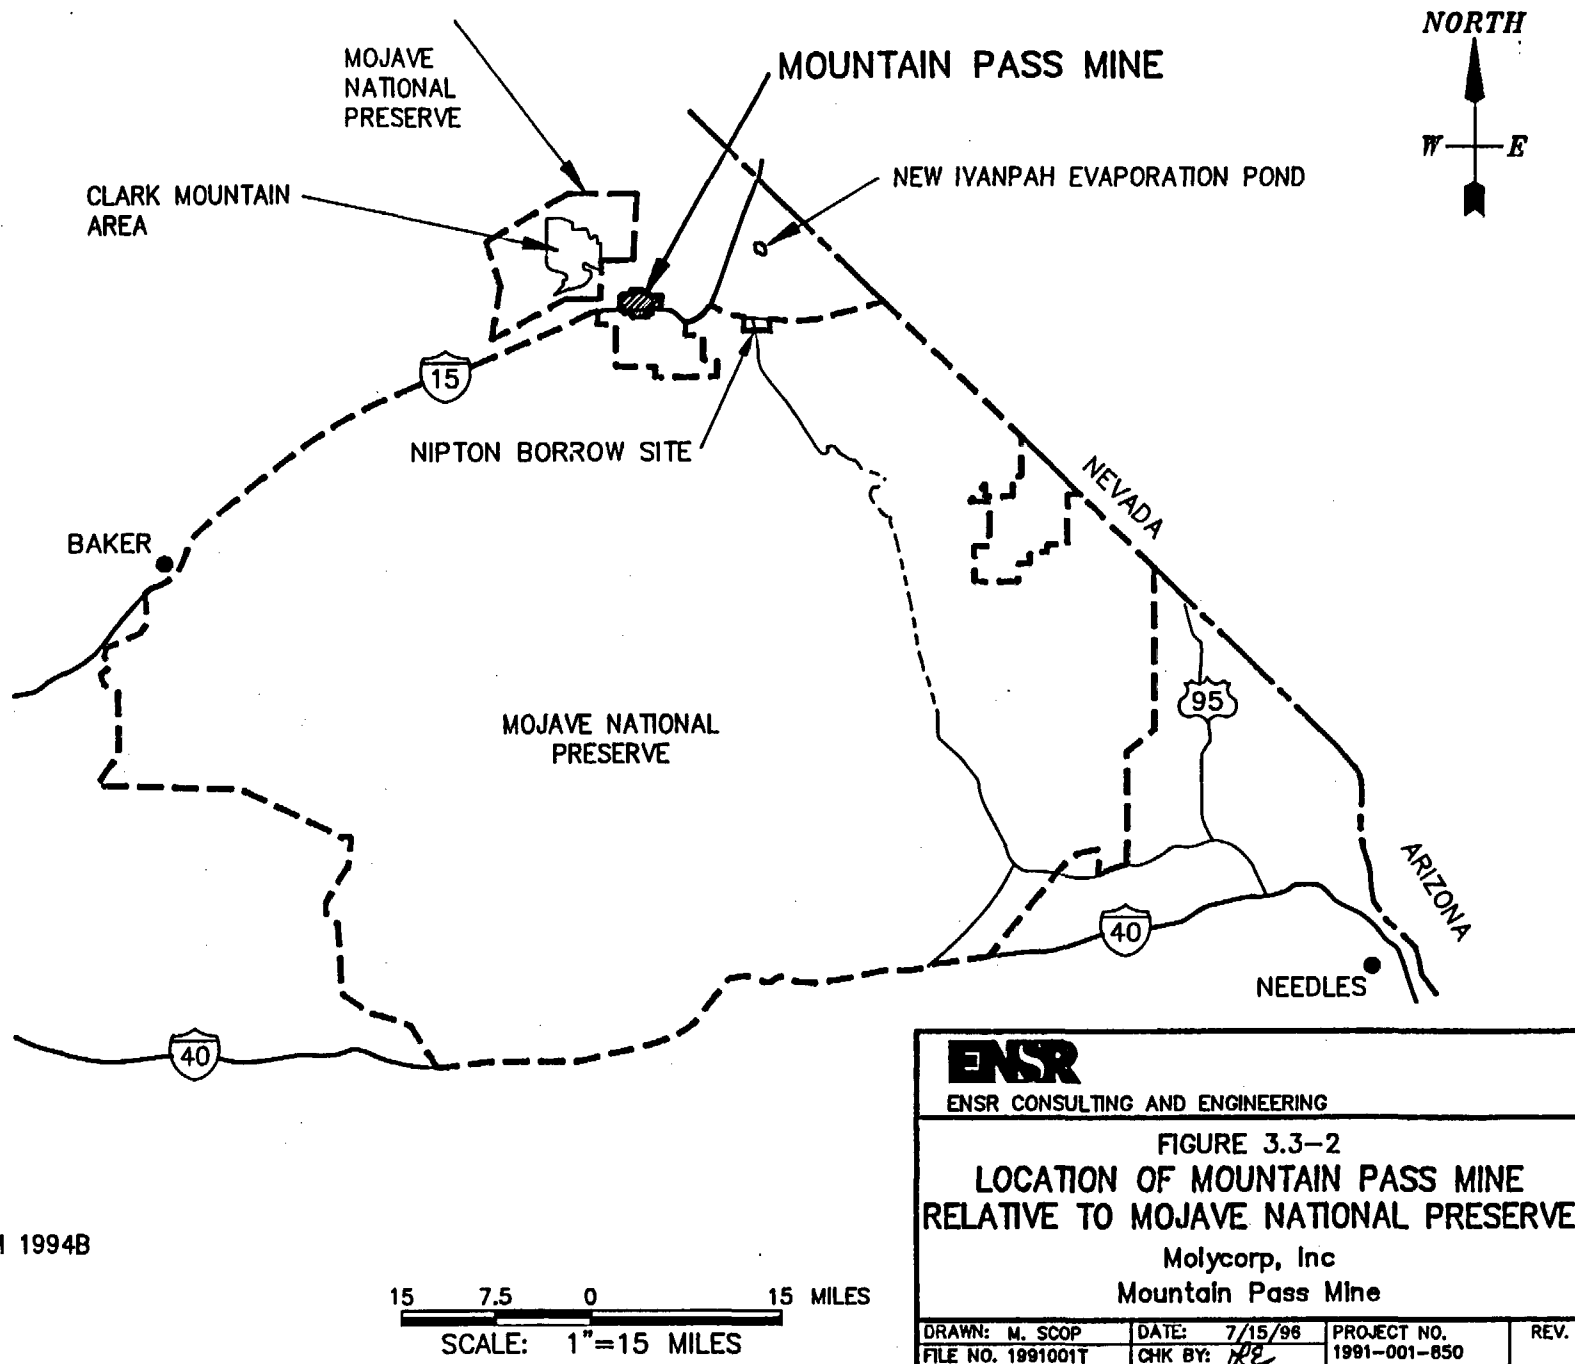 NORTH
W E
MOJAVE
NATIONAL
PRESERVE
MOUNTAIN PASS MINE
CLARK MOUNTAIN
AREA
NEW IVANPAH EVAPORATION POND
15
NIPTON BORROW SITE
NEVADA
BAKER
95
MOJAVE NATIONAL
PRESERVE
ARIZONA
40
NEEDLES
40
ENSR
ENSR CONSULTING AND ENGINEERING
FIGURE 3.3-2
LOCATION OF MOUNTAIN PASS MINE
RELATIVE TO MOJAVE NATIONAL PRESERVE
Molycorp, Inc
Mountain Pass Mine
1994B
15 7.5 0 15 MILES
SCALE: 1"=15 MILES
DRAWN: M. SCOP DATE: 7/15/96 PROJECT NO. REV.
FILE NO. 1991001T CHK BY: 1991-001-850